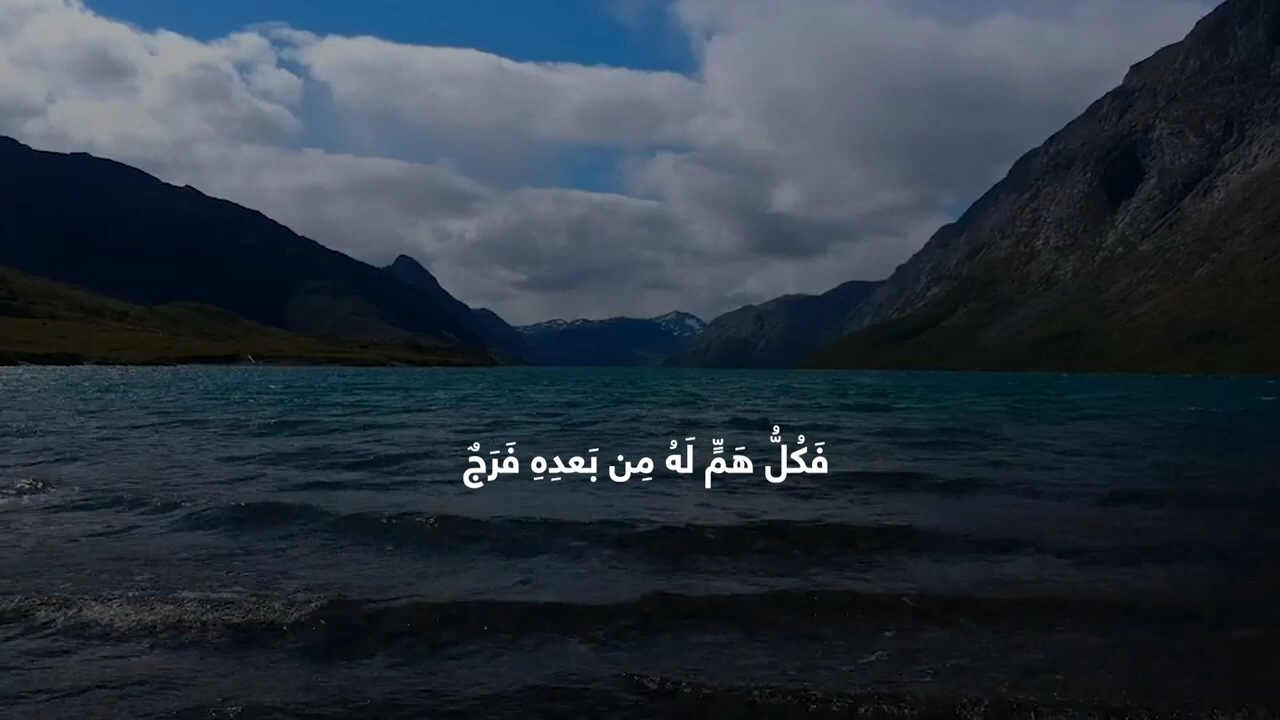 فَكُلُّ هَمٍّ لَهُ مِن بَعدِهِ فَرَجٌ